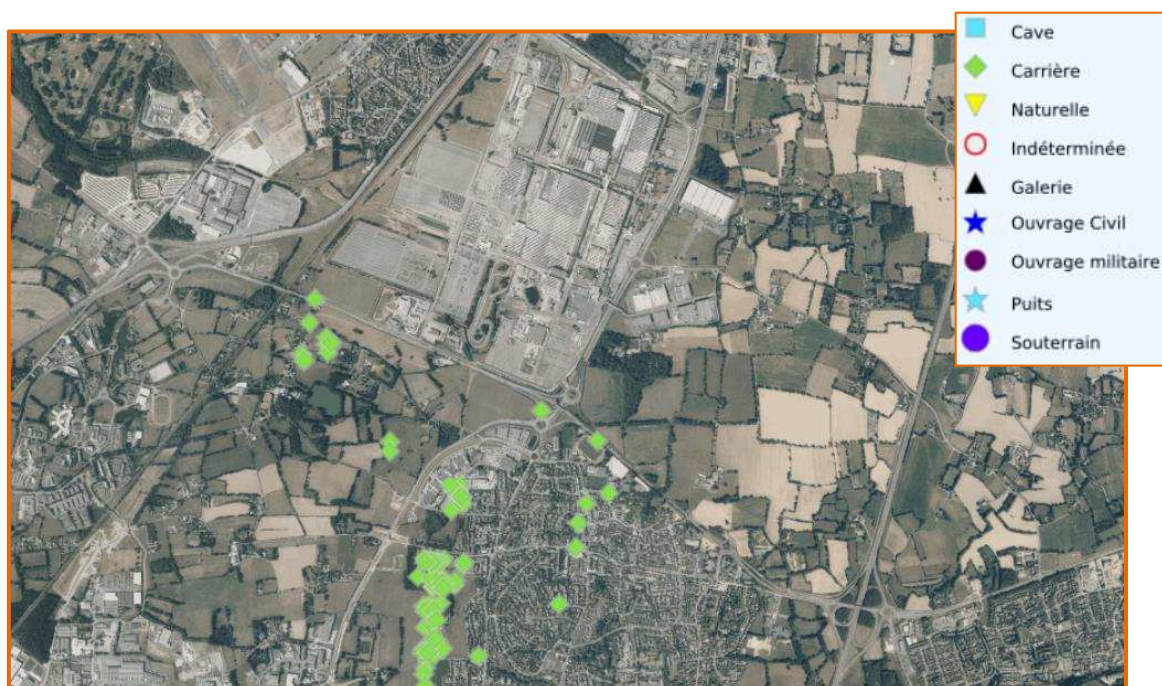 Cave
Carrière
Naturelle
Indéterminée
Galerie
Ouvrage Civil
Ouvrage militaire
Puits
Souterrain